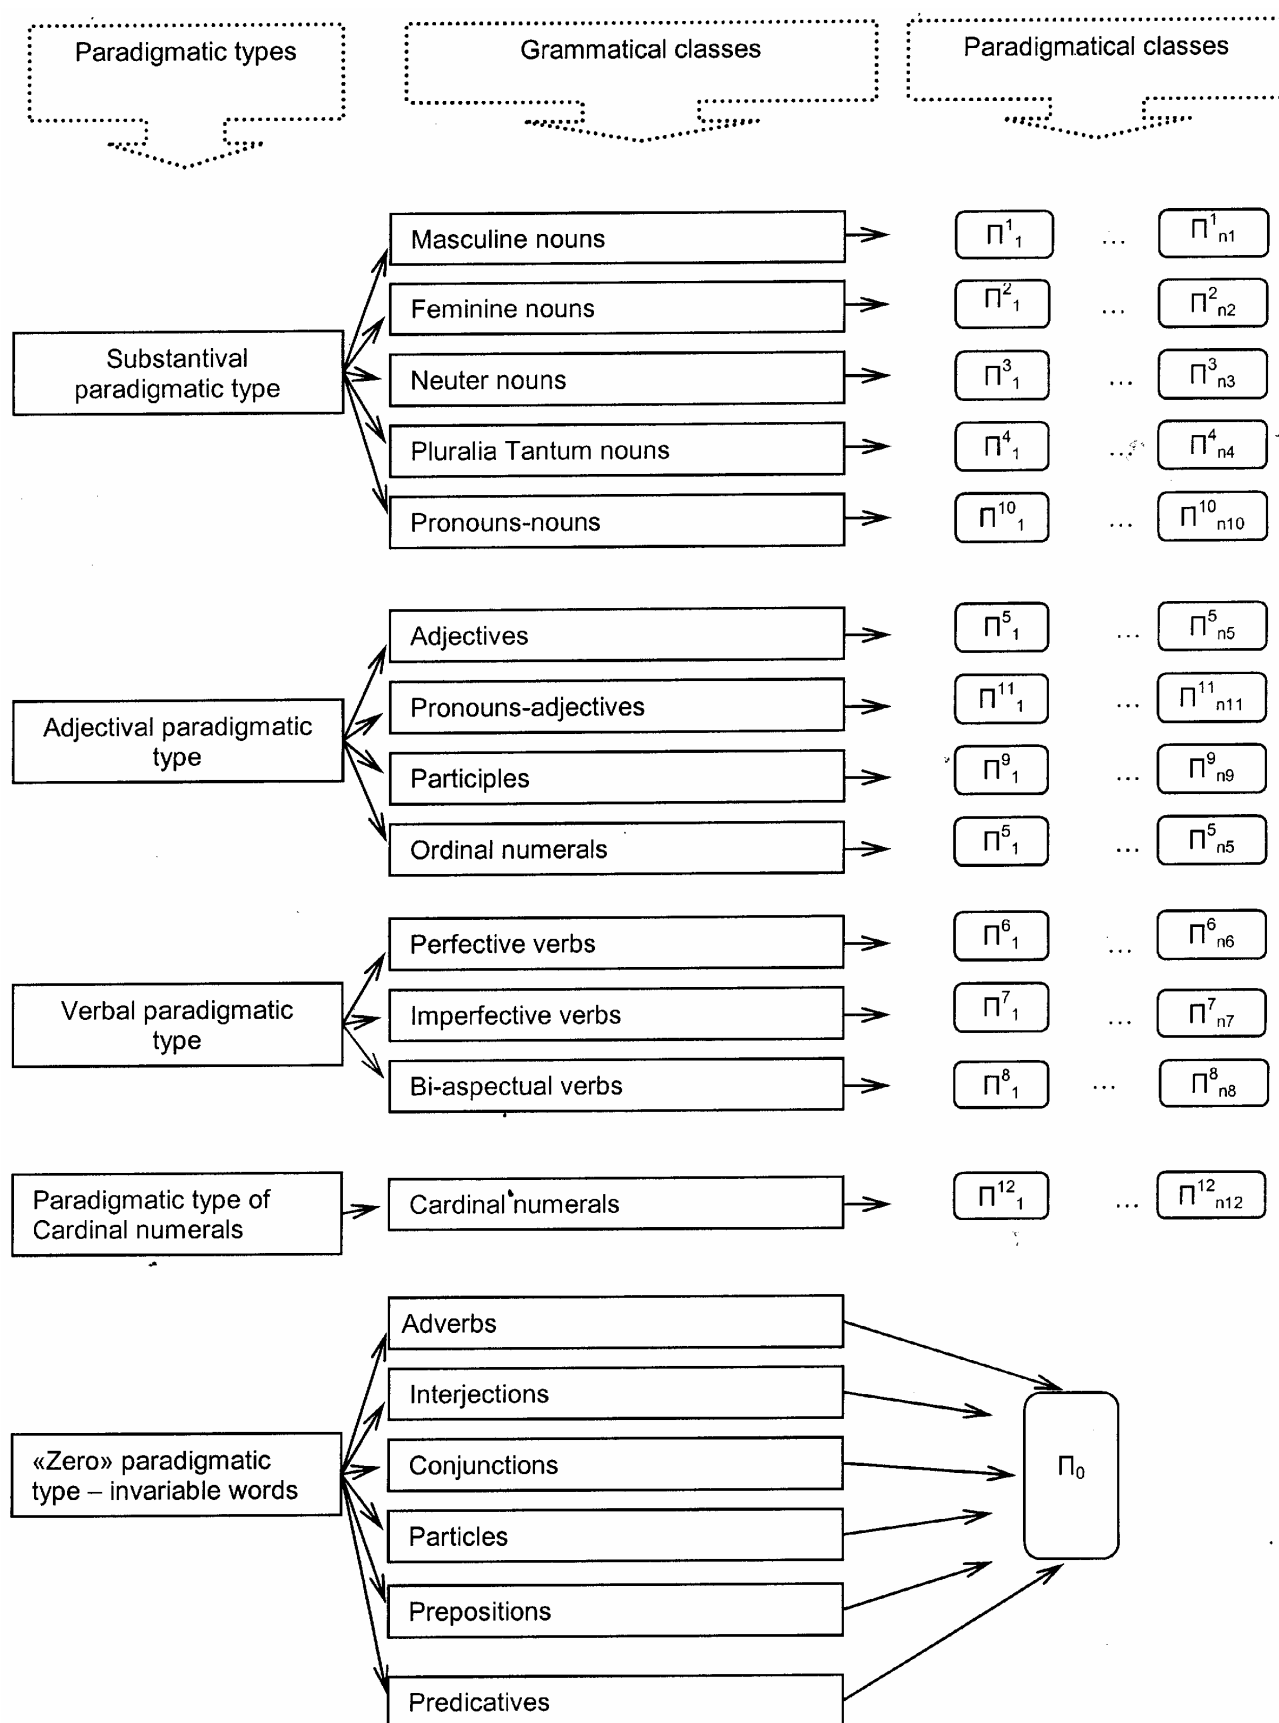 Paradigmatic types
Grammatical classes
Paradigmatical classes
Substantival
paradigmatic type
Masculine nouns
П¹₁ ... П¹ₙ₁
Feminine nouns
П²₁ ... П²ₙ₂
Neuter nouns
П³₁ ... П³ₙ₃
Pluralia Tantum nouns
П⁴₁ ... П⁴ₙ₄
Pronouns-nouns
П¹⁰₁ ... П¹⁰ₙ₁₀
Adjectival paradigmatic
type
Adjectives
П⁵₁ ... П⁵ₙ₅
Pronouns-adjectives
П¹¹₁ ... П¹¹ₙ₁₁
Participles
П⁹₁ ... П⁹ₙ₉
Ordinal numerals
П⁵₁ ... П⁵ₙ₅
Verbal paradigmatic
type
Perfective verbs
П⁶₁ ... П⁶ₙ₆
Imperfective verbs
П⁷₁ ... П⁷ₙ₇
Bi-aspectual verbs
П⁸₁ ... П⁸ₙ₈
Paradigmatic type of
Cardinal numerals
Cardinal numerals
П¹²₁ ... П¹²ₙ₁₂
«Zero» paradigmatic
type – invariable words
Adverbs
Interjections
Conjunctions
Particles
Prepositions
Predicatives
П₀